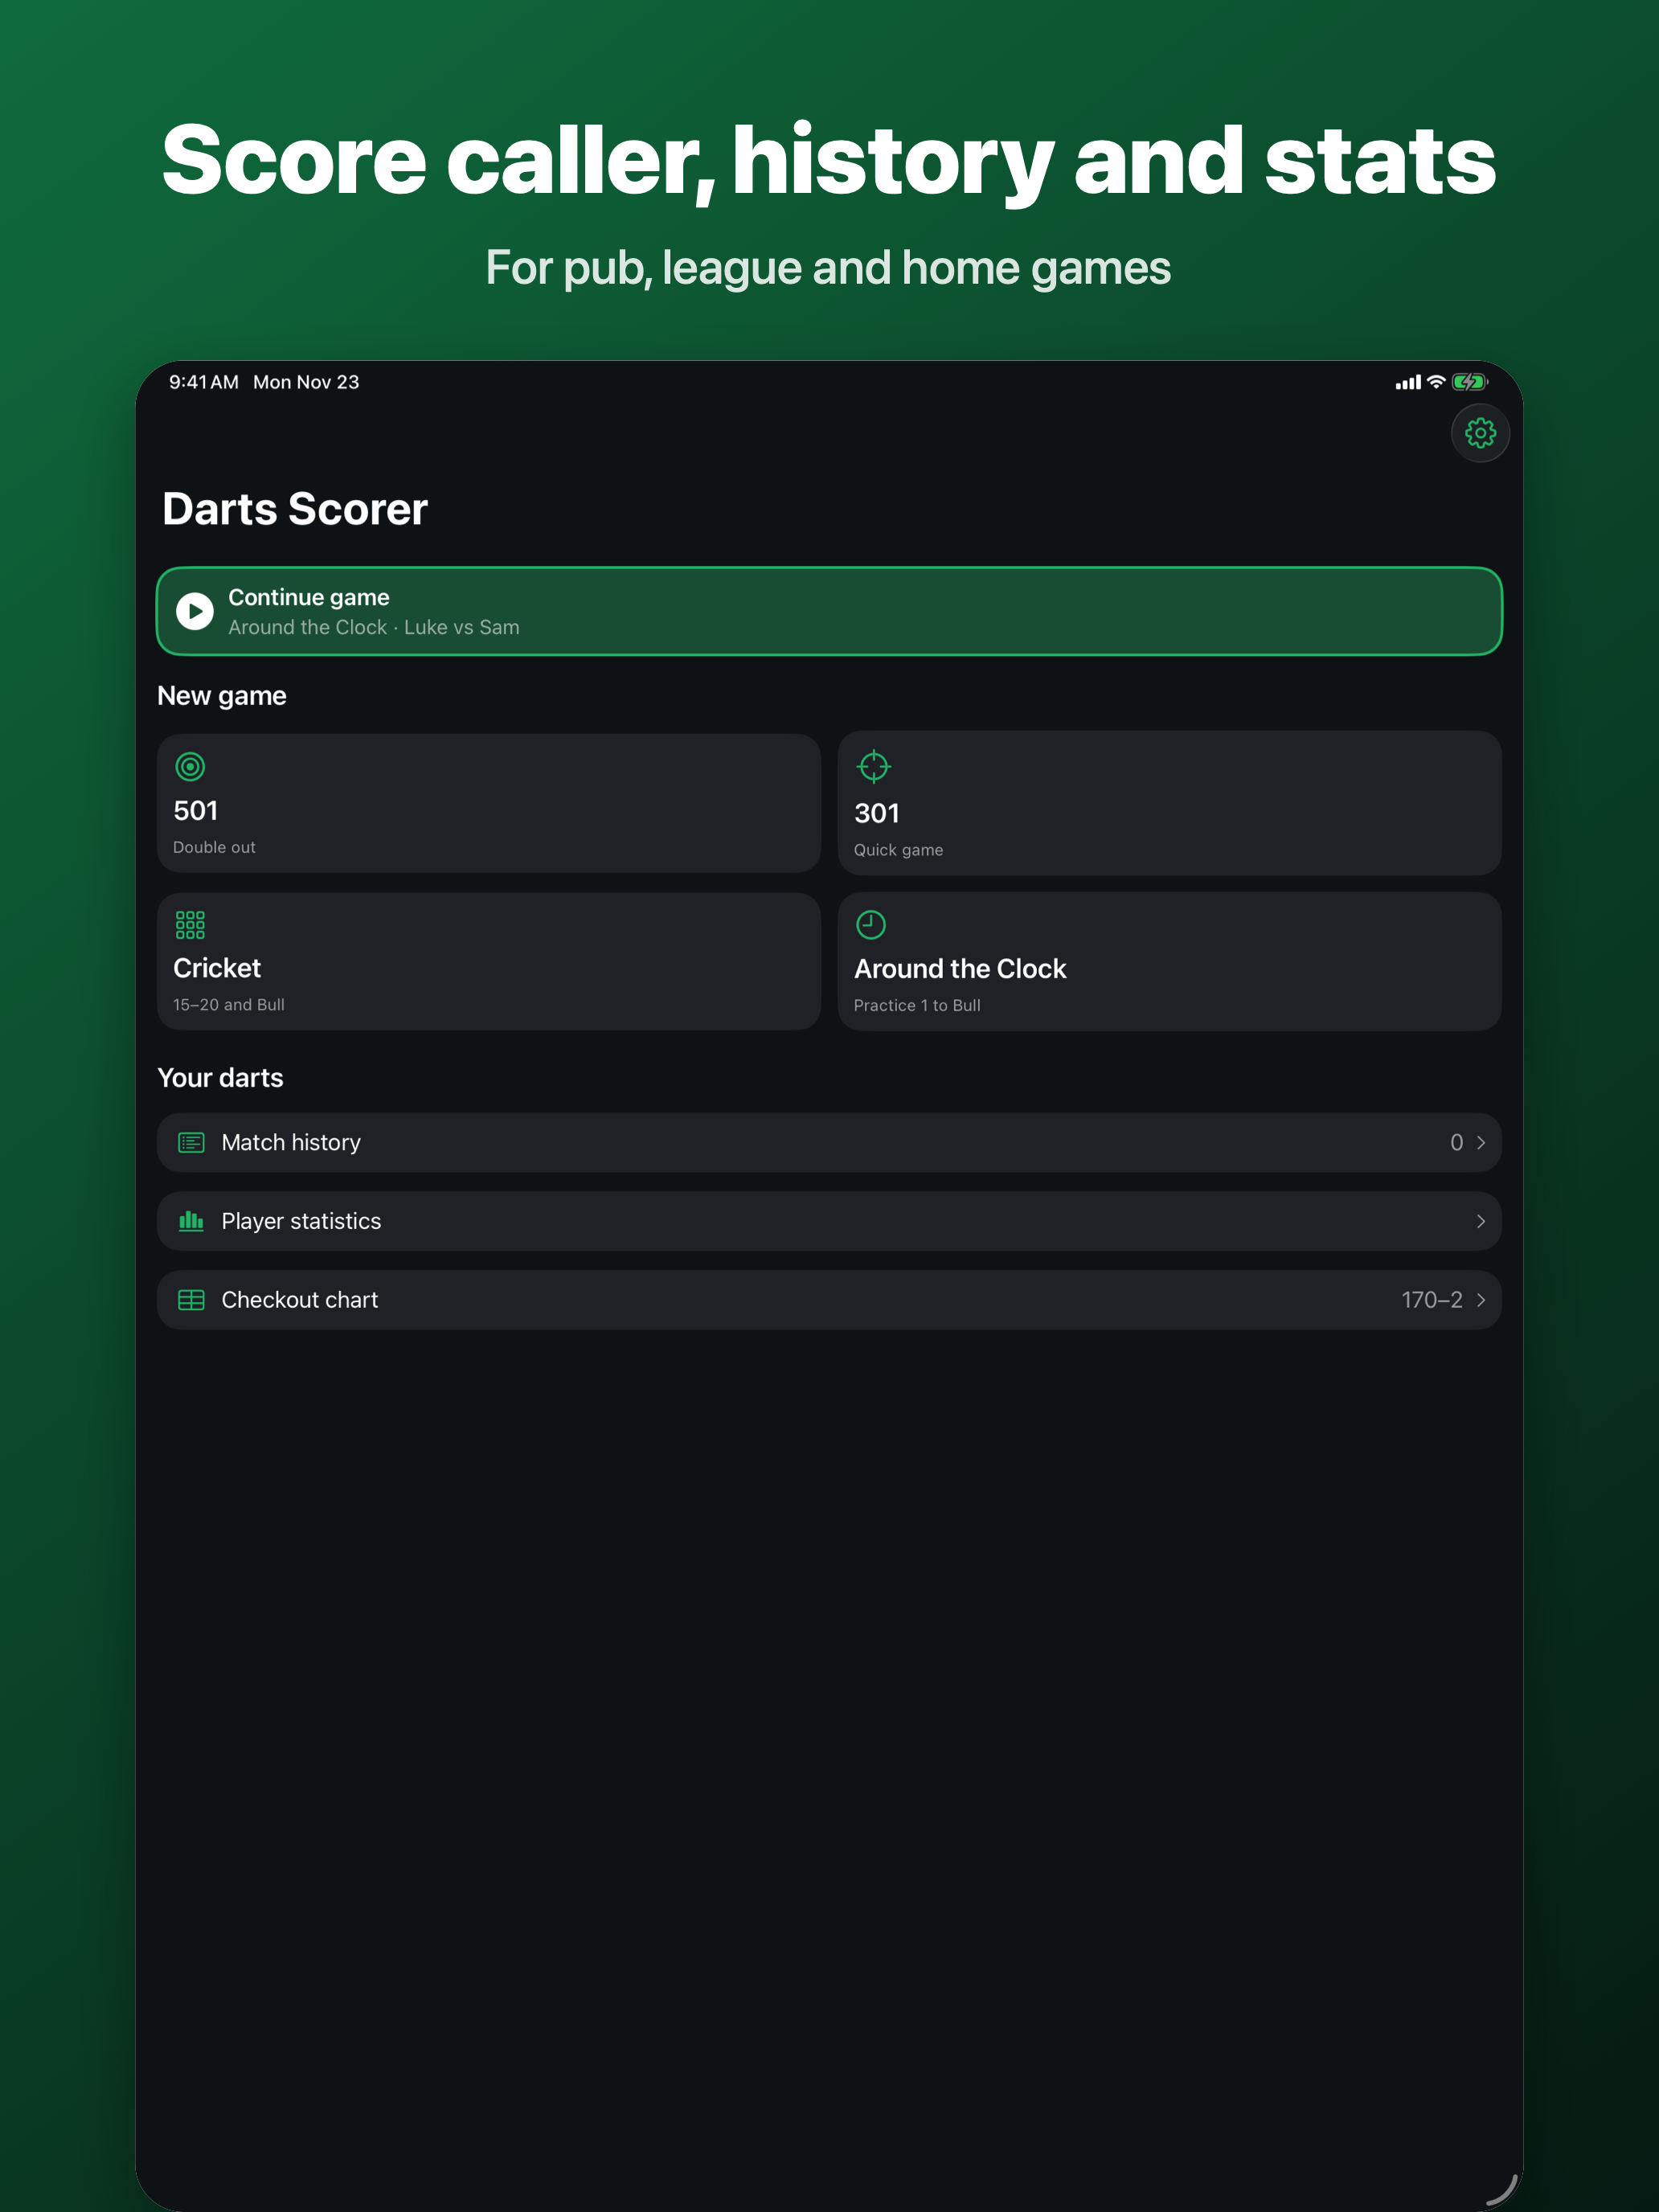 Score caller, history and stats
For pub, league and home games
9:41 AM Mon Nov 23
Darts Scorer
Continue game
Around the Clock · Luke vs Sam
New game
501
Double out
301
Quick game
Cricket
15–20 and Bull
Around the Clock
Practice 1 to Bull
Your darts
Match history 0
Player statistics
Checkout chart 170–2